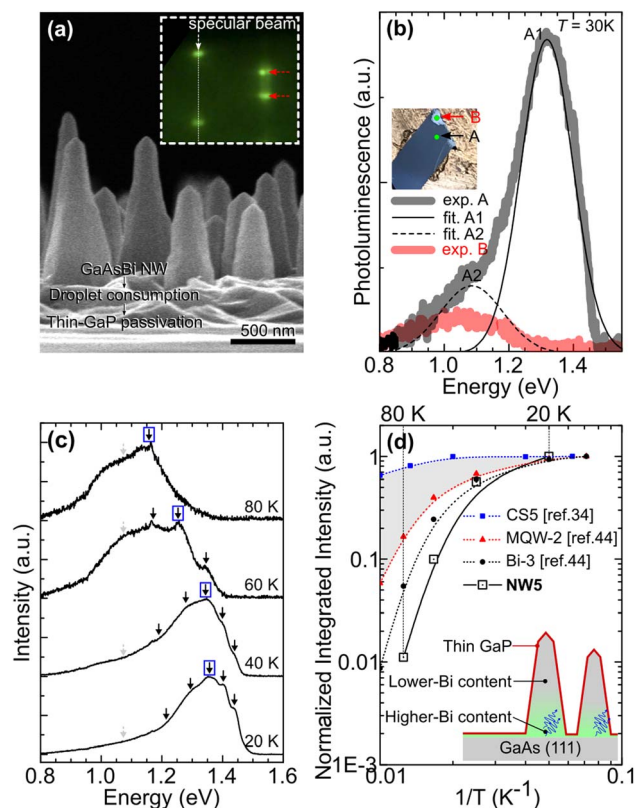 (a)
specular beam
GaAsBi NW
Droplet consumption
Thin-GaP passivation
500 nm
(b)
A1
T = 30K
Photoluminescence (a.u.)
B
A
exp. A
fit. A1
fit. A2
exp. B
A2
0.8 1.0 1.2 1.4
Energy (eV)
(c)
Intensity (a.u.)
80 K
60 K
40 K
20 K
0.8 1.0 1.2 1.4 1.6
Energy (eV)
80 K 20 K
(d)
Normalized Integrated Intensity (a.u.)
1
0.1
0.01
1E-3
CS5 [ref.34]
MQW-2 [ref.44]
Bi-3 [ref.44]
NW5
Thin GaP
Lower-Bi content
Higher-Bi content
GaAs (111)
0.01 0.1
1/T (K⁻¹)